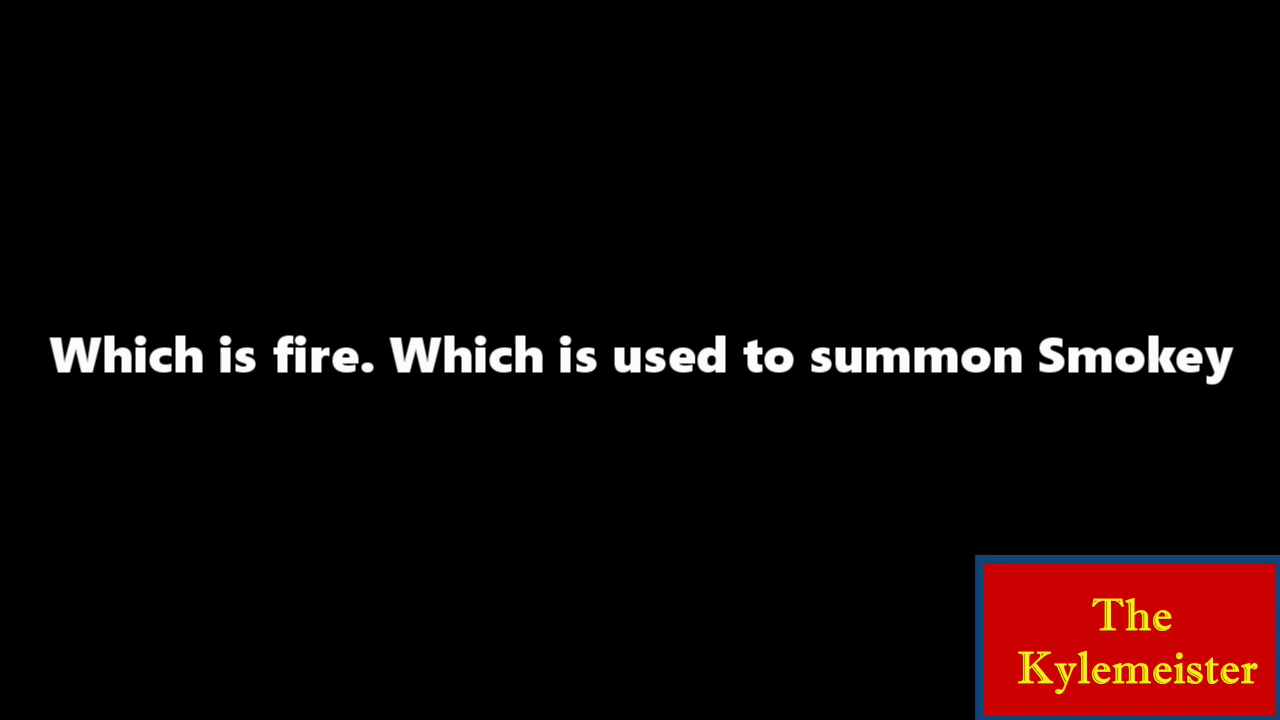 Which is fire. Which is used to summon Smokey
The
Kylemeister